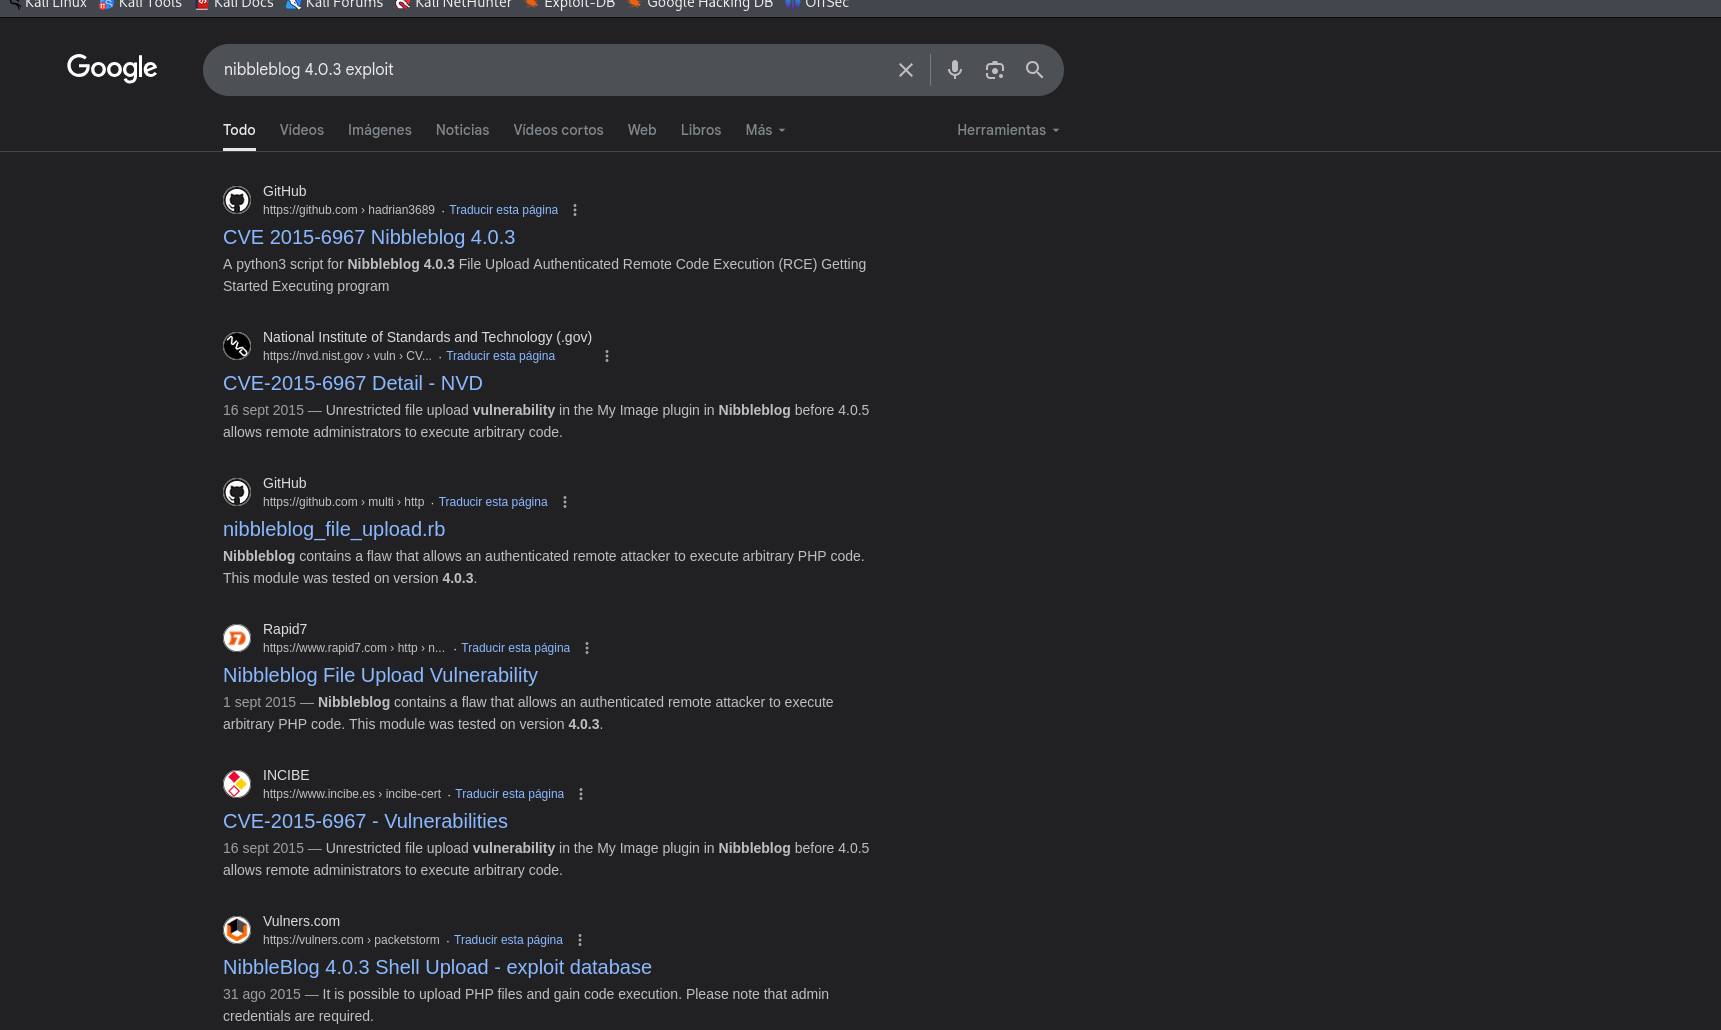 Kali Linux Kali Tools Kali Docs Kali Forums Kali NetHunter Exploit-DB Google Hacking DB OffSec
Google
nibbleblog 4.0.3 exploit
Todo Vídeos Imágenes Noticias Vídeos cortos Web Libros Más Herramientas
GitHub
https://github.com › hadrian3689 · Traducir esta página
CVE 2015-6967 Nibbleblog 4.0.3
A python3 script for Nibbleblog 4.0.3 File Upload Authenticated Remote Code Execution (RCE) Getting
Started Executing program
National Institute of Standards and Technology (.gov)
https://nvd.nist.gov › vuln › CV... · Traducir esta página
CVE-2015-6967 Detail - NVD
16 sept 2015 — Unrestricted file upload vulnerability in the My Image plugin in Nibbleblog before 4.0.5
allows remote administrators to execute arbitrary code.
GitHub
https://github.com › multi › http · Traducir esta página
nibbleblog_file_upload.rb
Nibbleblog contains a flaw that allows an authenticated remote attacker to execute arbitrary PHP code.
This module was tested on version 4.0.3.
Rapid7
https://www.rapid7.com › http › n... · Traducir esta página
Nibbleblog File Upload Vulnerability
1 sept 2015 — Nibbleblog contains a flaw that allows an authenticated remote attacker to execute
arbitrary PHP code. This module was tested on version 4.0.3.
INCIBE
https://www.incibe.es › incibe-cert · Traducir esta página
CVE-2015-6967 - Vulnerabilities
16 sept 2015 — Unrestricted file upload vulnerability in the My Image plugin in Nibbleblog before 4.0.5
allows remote administrators to execute arbitrary code.
Vulners.com
https://vulners.com › packetstorm · Traducir esta página
NibbleBlog 4.0.3 Shell Upload - exploit database
31 ago 2015 — It is possible to upload PHP files and gain code execution. Please note that admin
credentials are required.